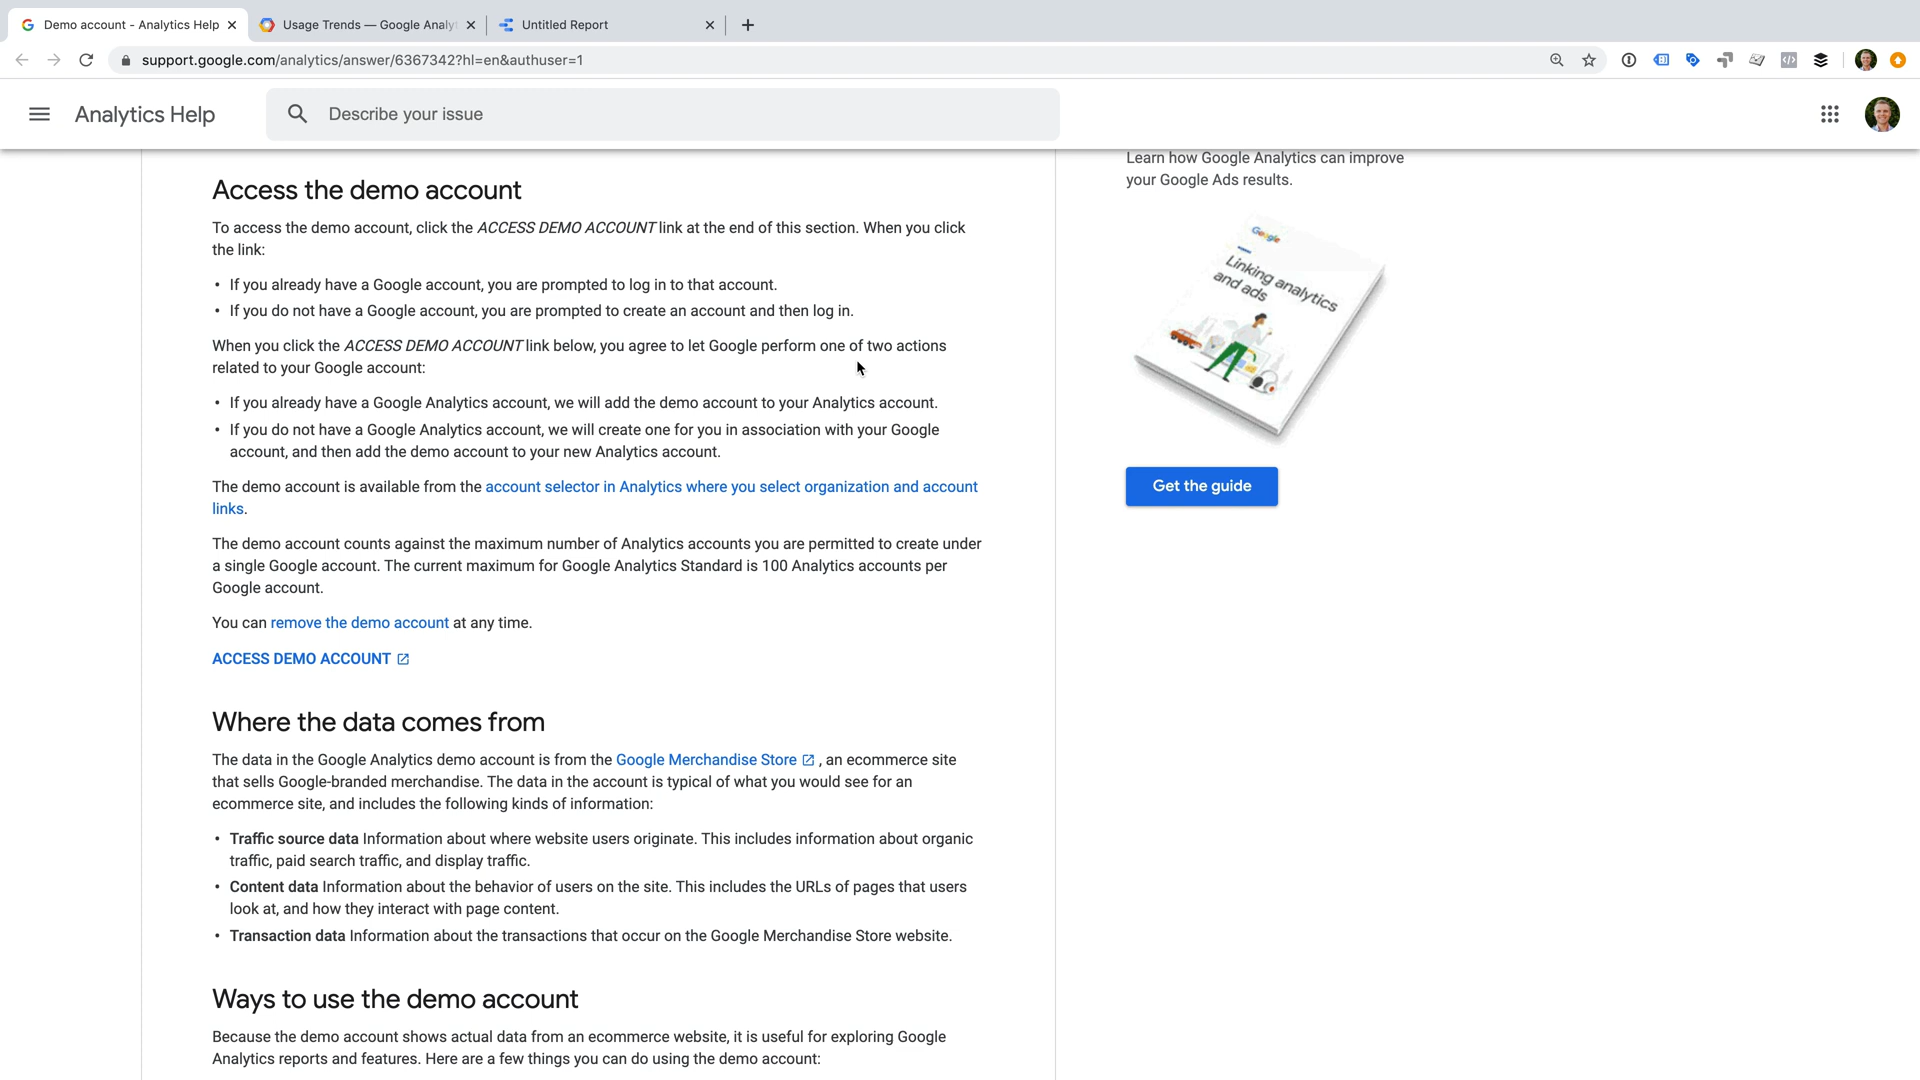 Demo account - Analytics Help
Usage Trends — Google Analyt
Untitled Report
support.google.com/analytics/answer/6367342?hl=en&authuser=1
Analytics Help
Describe your issue
Access the demo account
To access the demo account, click the ACCESS DEMO ACCOUNT link at the end of this section. When you click
the link:
• If you already have a Google account, you are prompted to log in to that account.
• If you do not have a Google account, you are prompted to create an account and then log in.
When you click the ACCESS DEMO ACCOUNT link below, you agree to let Google perform one of two actions
related to your Google account:
• If you already have a Google Analytics account, we will add the demo account to your Analytics account.
• If you do not have a Google Analytics account, we will create one for you in association with your Google
account, and then add the demo account to your new Analytics account.
The demo account is available from the account selector in Analytics where you select organization and account
links.
The demo account counts against the maximum number of Analytics accounts you are permitted to create under
a single Google account. The current maximum for Google Analytics Standard is 100 Analytics accounts per
Google account.
You can remove the demo account at any time.
ACCESS DEMO ACCOUNT
Where the data comes from
The data in the Google Analytics demo account is from the Google Merchandise Store , an ecommerce site
that sells Google-branded merchandise. The data in the account is typical of what you would see for an
ecommerce site, and includes the following kinds of information:
• Traffic source data Information about where website users originate. This includes information about organic
traffic, paid search traffic, and display traffic.
• Content data Information about the behavior of users on the site. This includes the URLs of pages that users
look at, and how they interact with page content.
• Transaction data Information about the transactions that occur on the Google Merchandise Store website.
Ways to use the demo account
Because the demo account shows actual data from an ecommerce website, it is useful for exploring Google
Analytics reports and features. Here are a few things you can do using the demo account:
Learn how Google Analytics can improve
your Google Ads results.
Google
Linking analytics
and ads
Get the guide